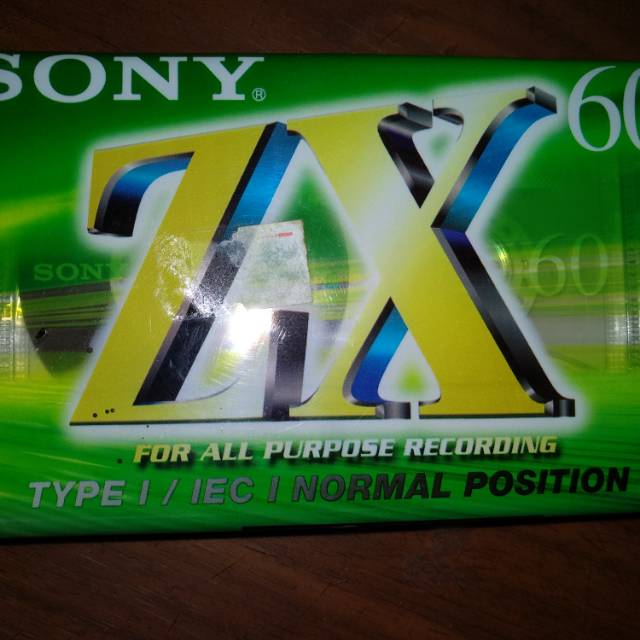 SONY® 60
ZX
SONY 60
FOR ALL PURPOSE RECORDING
TYPE I / IEC I NORMAL POSITION